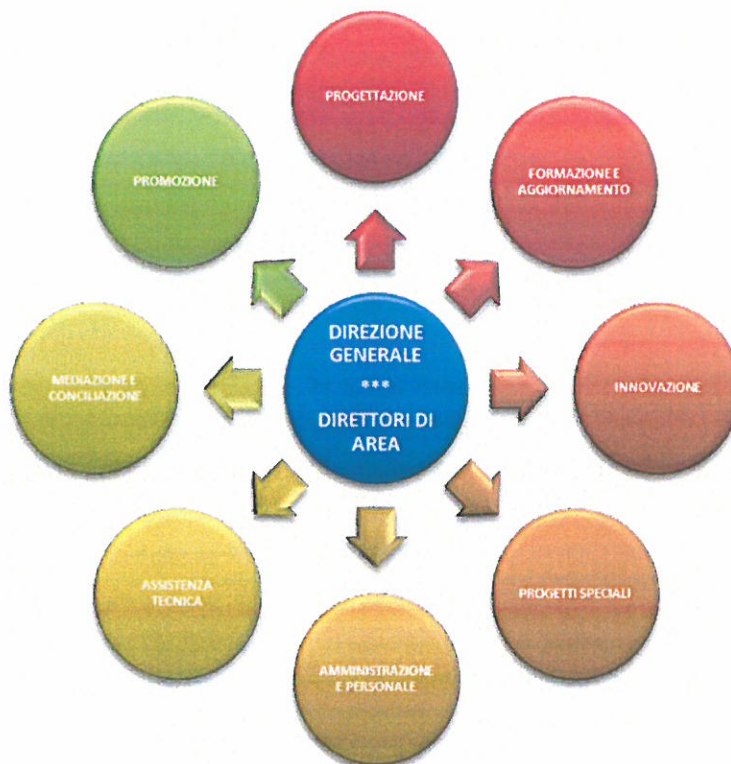 PROGETTAZIONE
PROMOZIONE
FORMAZIONE E
AGGIORNAMENTO
DIREZIONE
GENERALE
***
DIRETTORI DI
AREA
MEDIAZIONE E
CONCILIAZIONE
INNOVAZIONE
ASSISTENZA
TECNICA
PROGETTI SPECIALI
AMMINISTRAZIONE
E PERSONALE